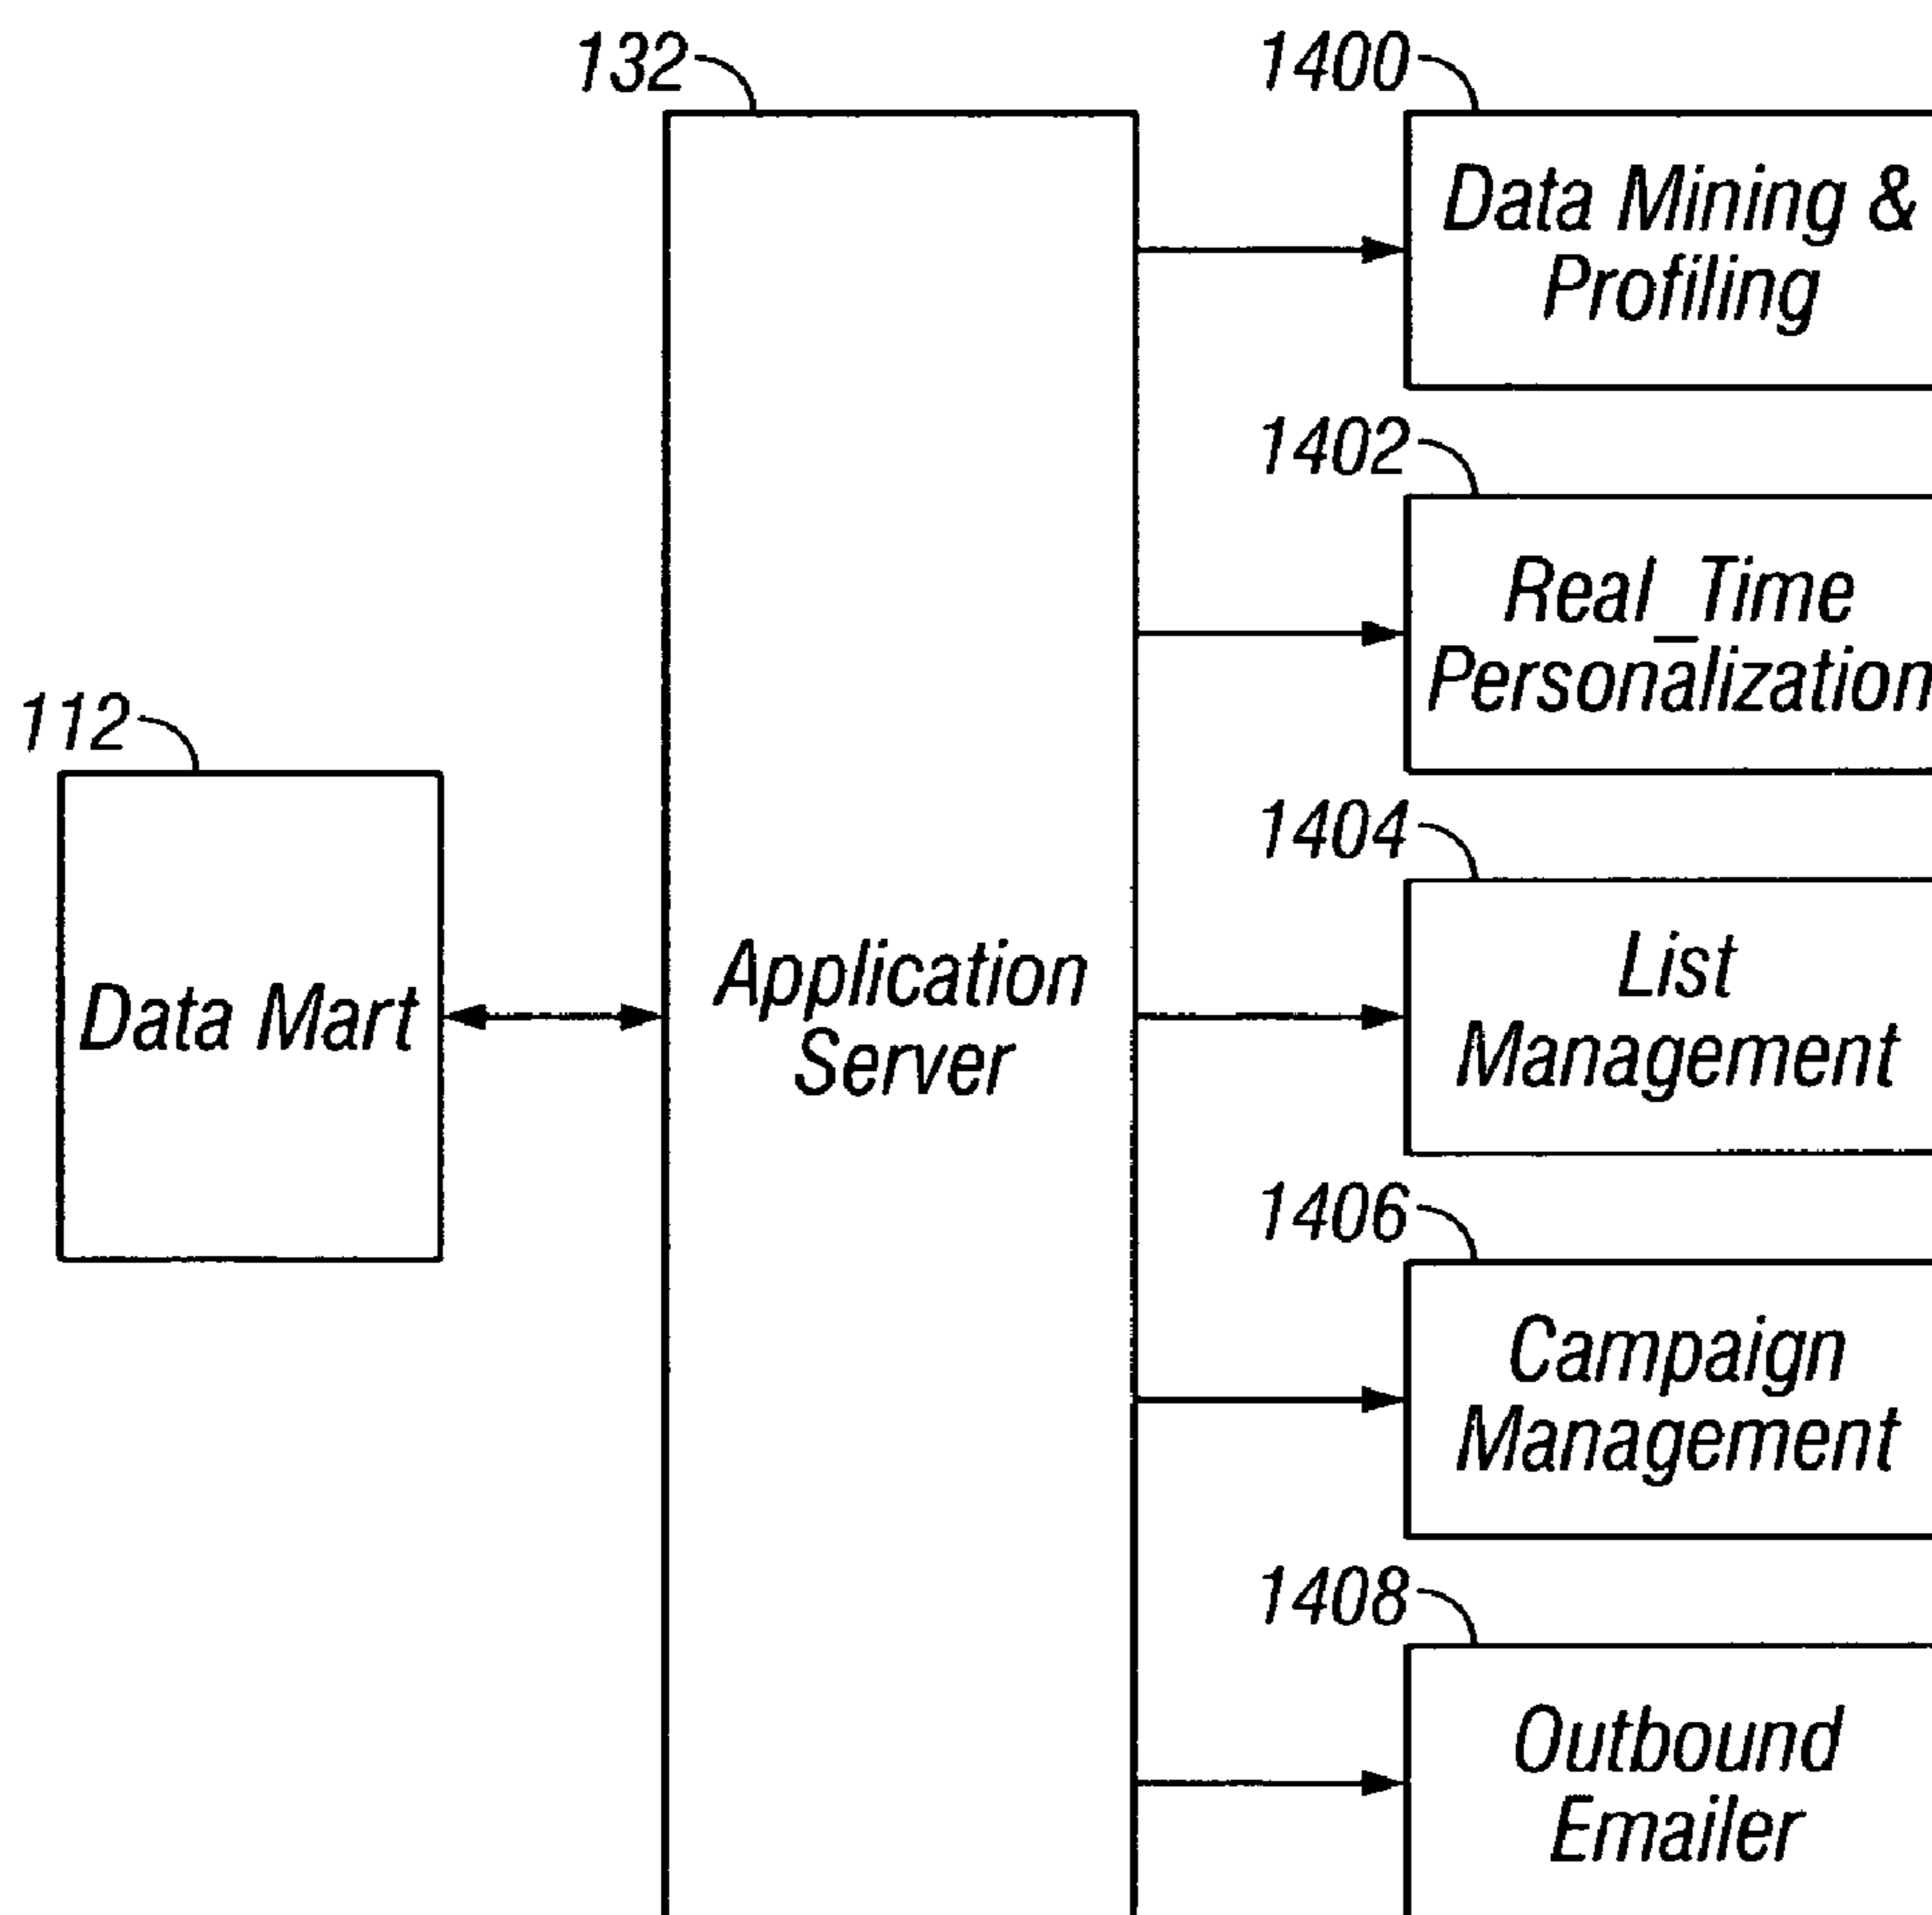 132
1400
Data Mining &
Profiling
1402
Real_Time
Personalization
112
1404
Data Mart
Application
Server
List
Management
1406
Campaign
Management
1408
Outbound
Emailer